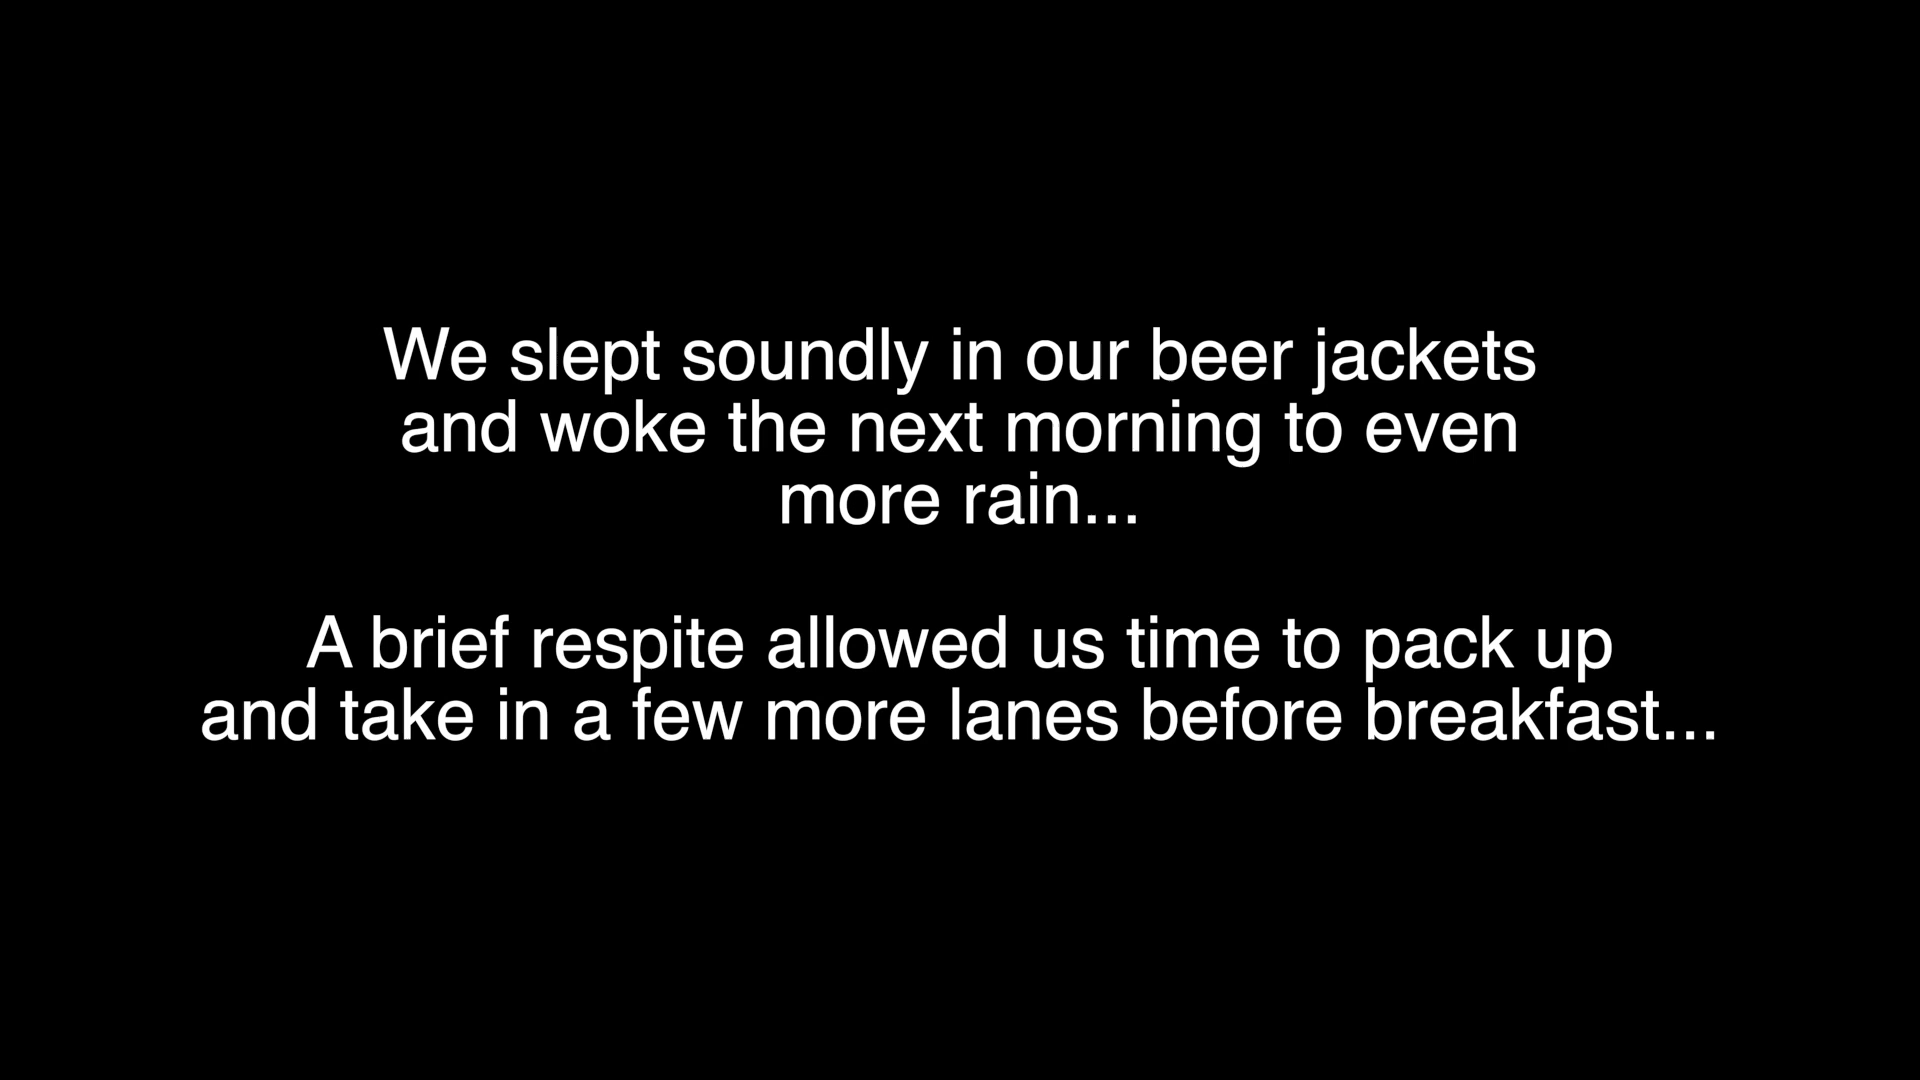 We slept soundly in our beer jackets
and woke the next morning to even
more rain...
A brief respite allowed us time to pack up
and take in a few more lanes before breakfast...